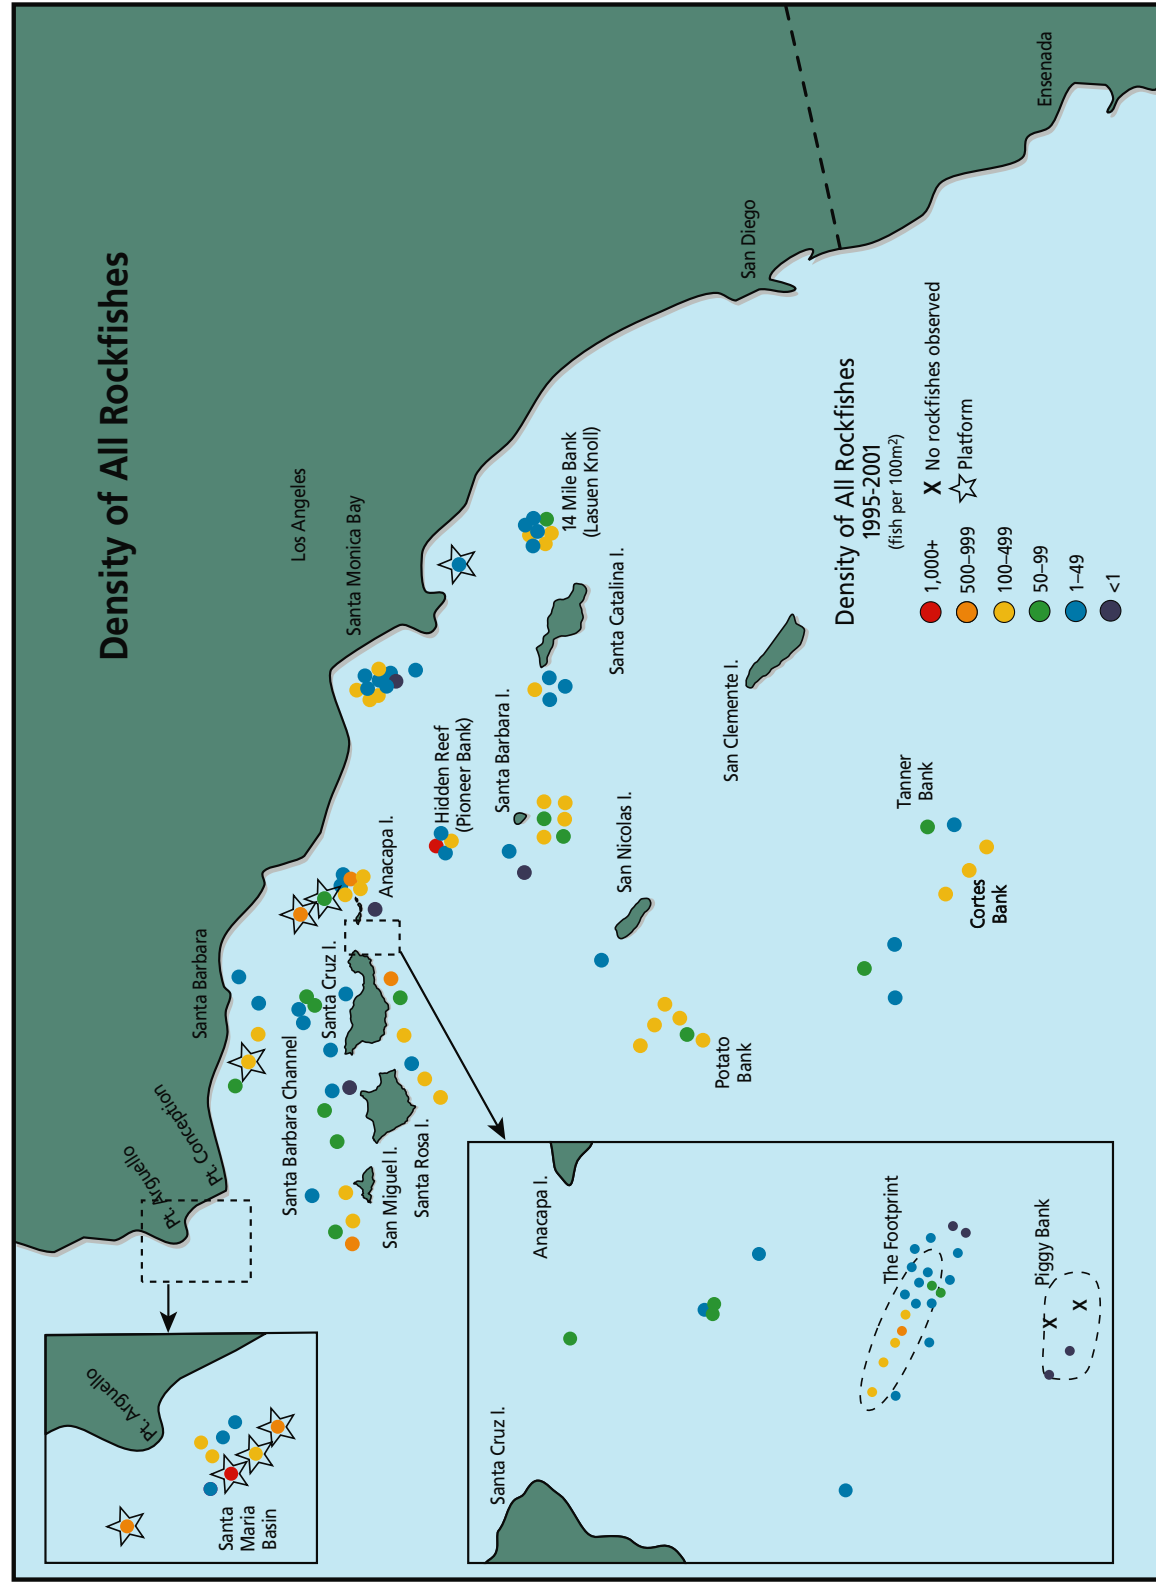 Density of All Rockfishes
Los Angeles
Santa Monica Bay
Santa Barbara
Pt. Conception
Pt. Arguello
Santa Barbara Channel
San Miguel I.
Santa Rosa I.
Santa Cruz I.
Anacapa I.
Hidden Reef
(Pioneer Bank)
Santa Barbara I.
14 Mile Bank
(Lasuen Knoll)
Santa Catalina I.
San Nicolas I.
San Clemente I.
Potato
Bank
Tanner
Bank
Cortes
Bank
San Diego
Ensenada
Pt. Arguello
Santa
Maria
Basin
Santa Cruz I.
Anacapa I.
The Footprint
Piggy Bank
X
X
Density of All Rockfishes
1995-2001
(fish per 100m²)
1,000+
500–999
100–499
50–99
1–49
<1
X No rockfishes observed
Platform